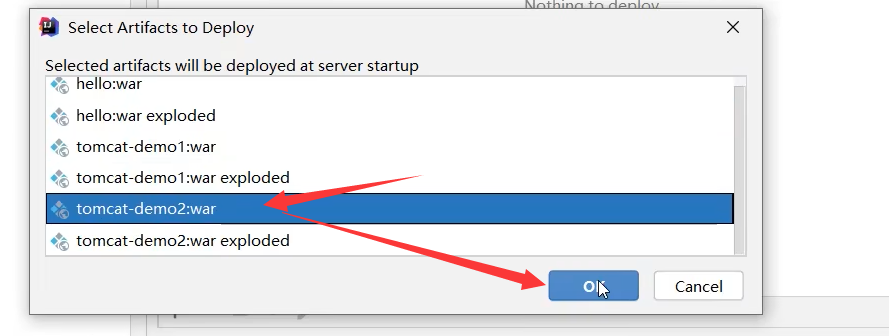 Nothing to deploy
Select Artifacts to Deploy
Selected artifacts will be deployed at server startup
hello:war
hello:war exploded
tomcat-demo1:war
tomcat-demo1:war exploded
tomcat-demo2:war
tomcat-demo2:war exploded
OK
Cancel